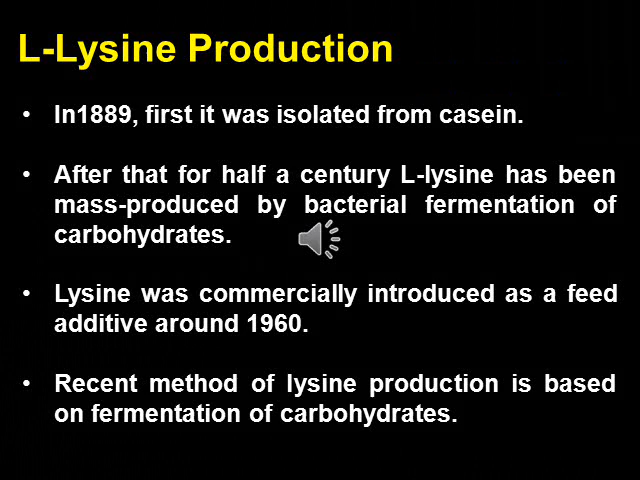 L-Lysine Production
• In1889, first it was isolated from casein.
• After that for half a century L-lysine has been
mass-produced by bacterial fermentation of
carbohydrates.
• Lysine was commercially introduced as a feed
additive around 1960.
• Recent method of lysine production is based
on fermentation of carbohydrates.